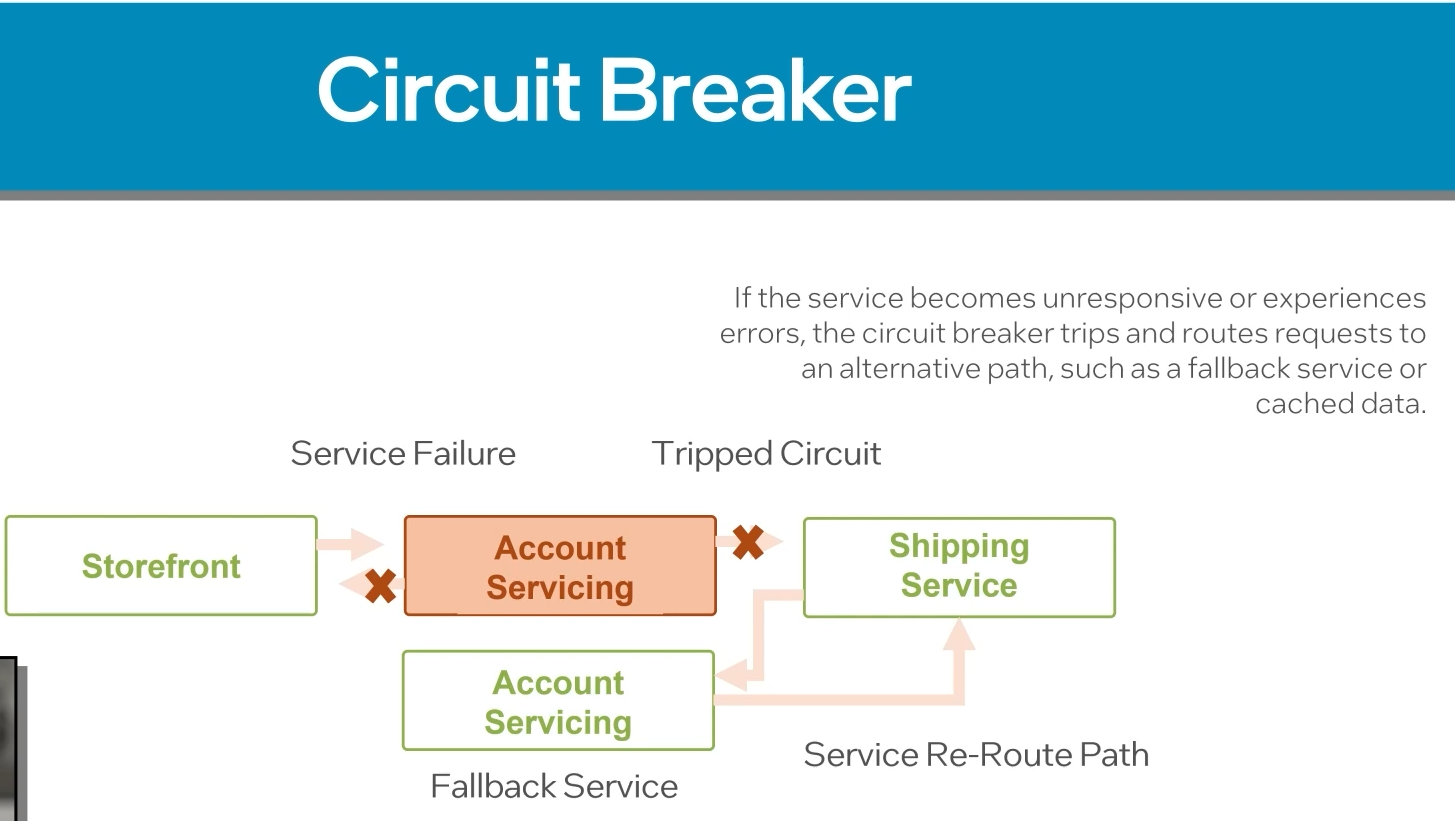 Circuit Breaker
If the service becomes unresponsive or experiences
errors, the circuit breaker trips and routes requests to
an alternative path, such as a fallback service or
cached data.
Service Failure
Tripped Circuit
Storefront
Account
Servicing
Shipping
Service
Account
Servicing
Service Re-Route Path
Fallback Service